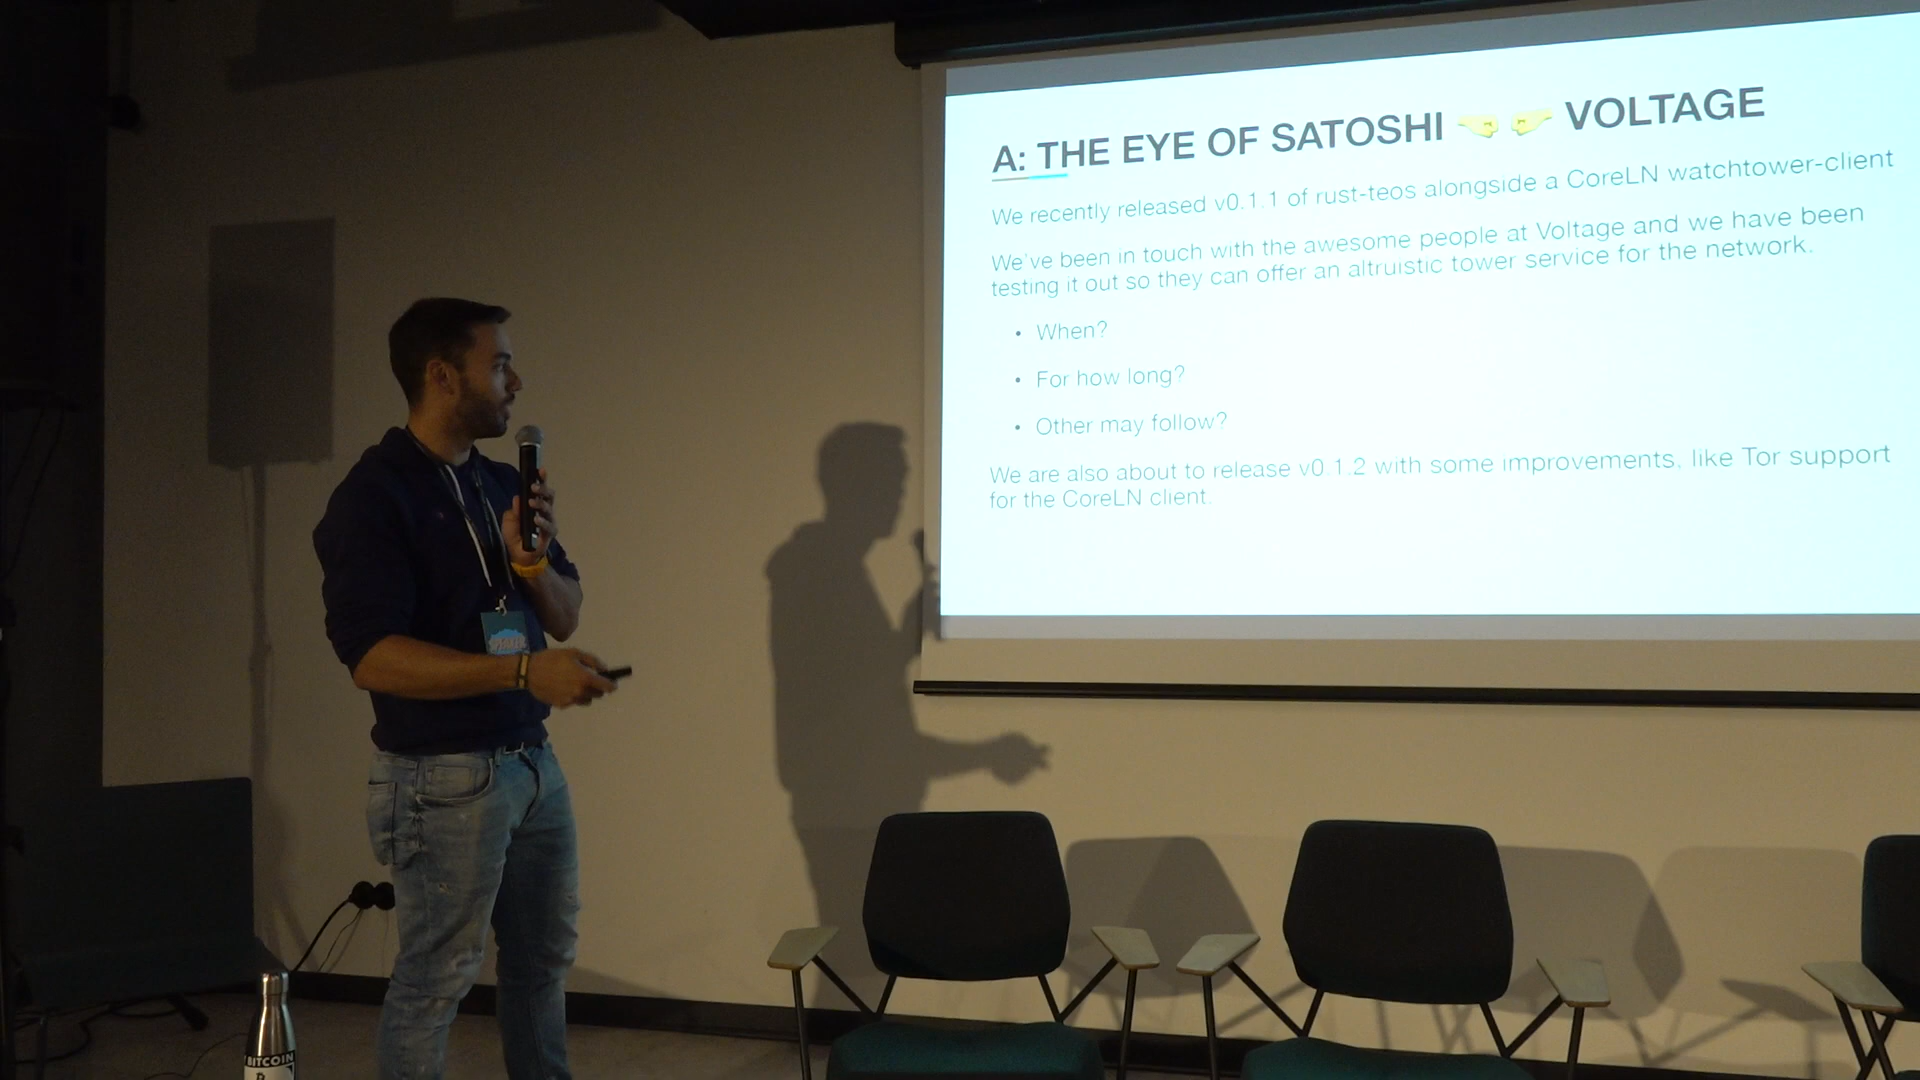 A: THE EYE OF SATOSHI 🤜🤛 VOLTAGE
We recently released v0.1.1 of rust-teos alongside a CoreLN watchtower-client
We've been in touch with the awesome people at Voltage and we have been
testing it out so they can offer an altruistic tower service for the network.
• When?
• For how long?
• Other may follow?
We are also about to release v0.1.2 with some improvements, like Tor support
for the CoreLN client.
SPEAKER
BITCOIN